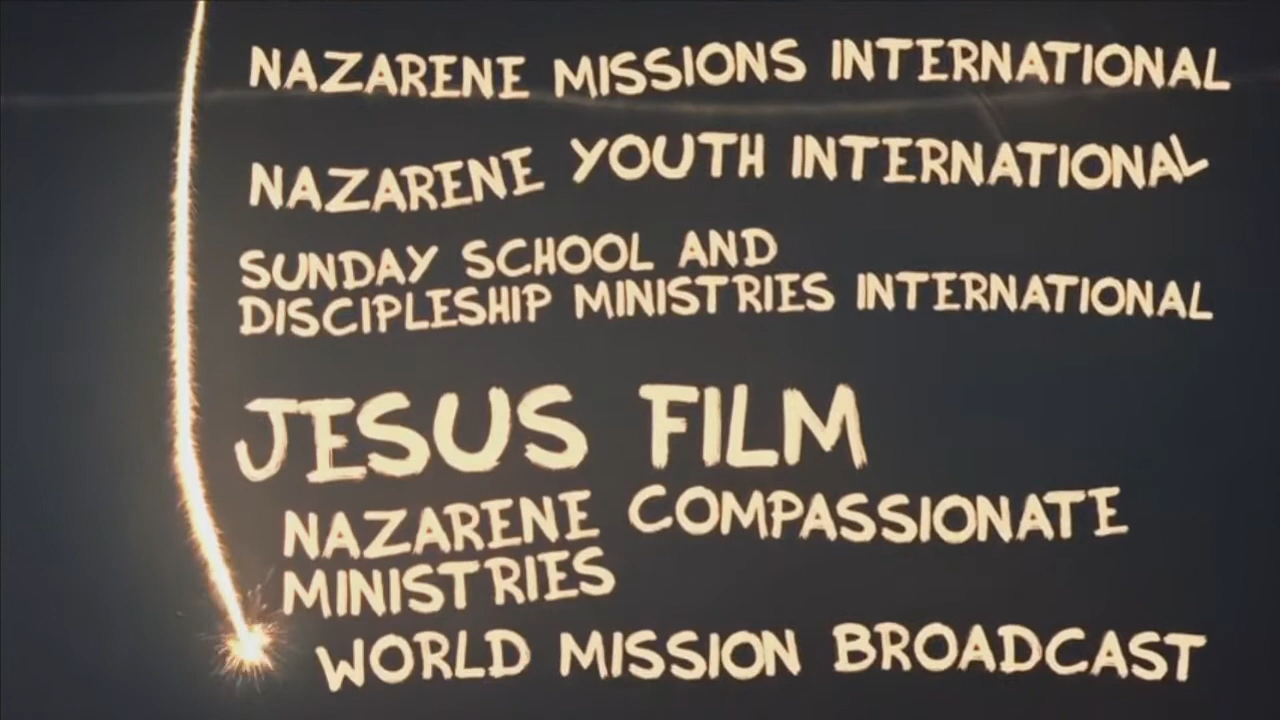 NAZARENE MISSIONS INTERNATIONAL
NAZARENE YOUTH INTERNATIONAL
SUNDAY SCHOOL AND
DISCIPLESHIP MINISTRIES INTERNATIONAL
JESUS FILM
NAZARENE COMPASSIONATE
MINISTRIES
WORLD MISSION BROADCAST